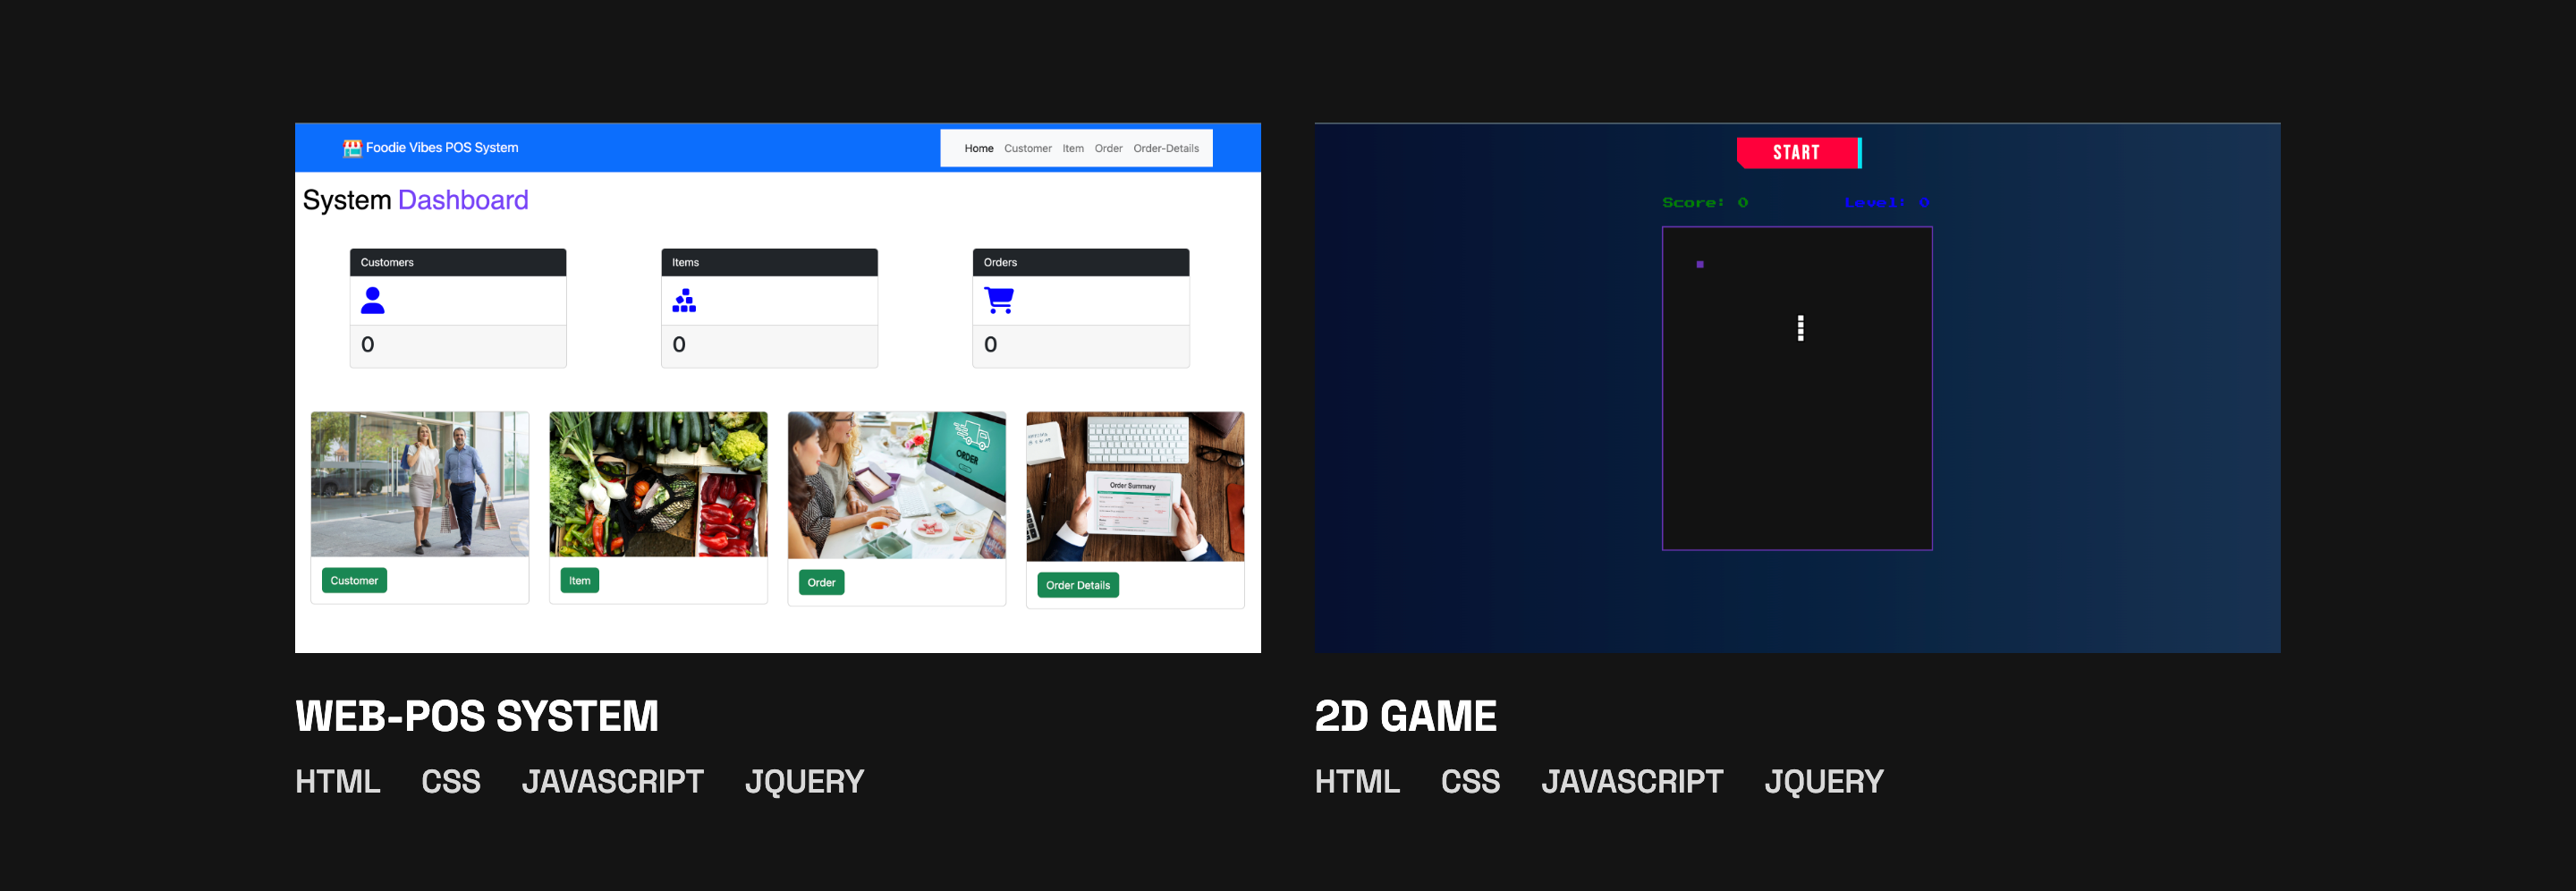 Foodie Vibes POS System
Home Customer Item Order Order-Details
System Dashboard
Customers
0
Items
0
Orders
0
Customer
Item
ORDER
Order
Order Summary
Order Details
WEB-POS SYSTEM
HTML CSS JAVASCRIPT JQUERY
START
Score: 0 Level: 0
2D GAME
HTML CSS JAVASCRIPT JQUERY